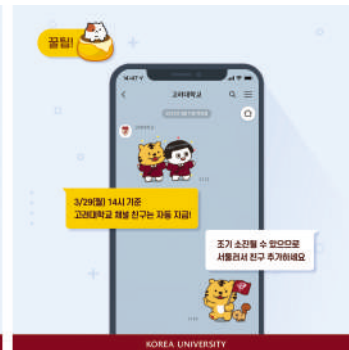 꿀팁!
고려대학교
3/29(월) 14시 기준
고려대학교 채널 친구는 자동 지급!
조기 소진될 수 있으므로
서둘러서 친구 추가하세요
KOREA UNIVERSITY